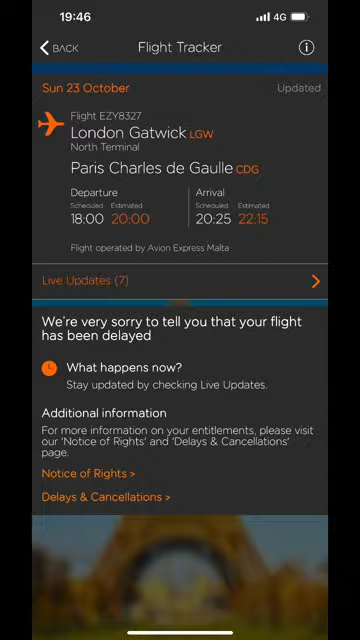 19:46
4G
BACK
Flight Tracker
Sun 23 October
Updated
Flight EZY8327
London Gatwick LGW
North Terminal
Paris Charles de Gaulle CDG
Departure
Arrival
Scheduled Estimated
Scheduled Estimated
18:00 20:00
20:25 22:15
Flight operated by Avion Express Malta
Live Updates (7)
We're very sorry to tell you that your flight
has been delayed
What happens now?
Stay updated by checking Live Updates.
Additional information
For more information on your entitlements, please visit
our 'Notice of Rights' and 'Delays & Cancellations'
page.
Notice of Rights >
Delays & Cancellations >